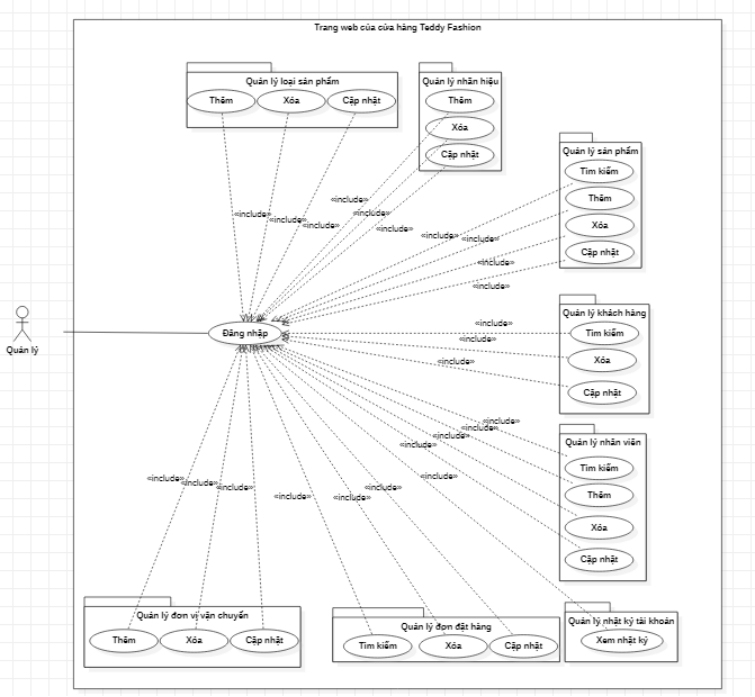 Trang web của cửa hàng Teddy Fashion
Quản lý loại sản phẩm
Thêm
Xóa
Cập nhật
Quản lý nhãn hiệu
Thêm
Xóa
Cập nhật
Quản lý sản phẩm
Tìm kiếm
Thêm
Xóa
Cập nhật
«include»
«include»
«include»
«include»
«include»
«include»
«include»
«include»
«include»
«include»
Đăng nhập
Quản lý
Quản lý khách hàng
Tìm kiếm
Xóa
Cập nhật
«include»
«include»
«include»
Quản lý nhân viên
Tìm kiếm
Thêm
Xóa
Cập nhật
«include»
«include»
«include»
«include»
«include»
«include»
«include»
«include»
«include»
«include»
«include»
Quản lý đơn vị vận chuyển
Thêm
Xóa
Cập nhật
Quản lý đơn đặt hàng
Tìm kiếm
Xóa
Cập nhật
Quản lý nhật ký tài khoản
Xem nhật ký